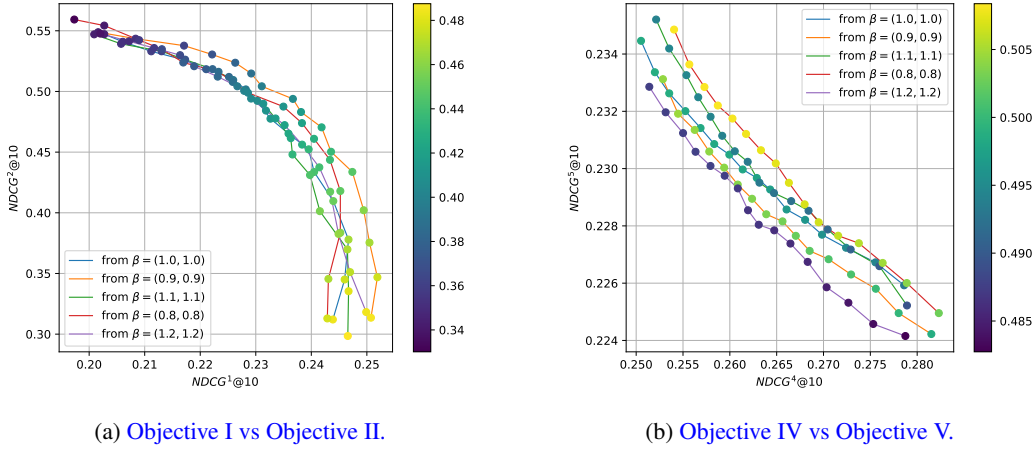 0.55
0.50
0.45
0.40
0.35
0.30
NDCG²@10
from β = (1.0, 1.0)
from β = (0.9, 0.9)
from β = (1.1, 1.1)
from β = (0.8, 0.8)
from β = (1.2, 1.2)
0.20 0.21 0.22 0.23 0.24 0.25
NDCG¹@10
0.48
0.46
0.44
0.42
0.40
0.38
0.36
0.34
(a) Objective I vs Objective II.
0.234
0.232
0.230
0.228
0.226
0.224
NDCG⁵@10
from β = (1.0, 1.0)
from β = (0.9, 0.9)
from β = (1.1, 1.1)
from β = (0.8, 0.8)
from β = (1.2, 1.2)
0.250 0.255 0.260 0.265 0.270 0.275 0.280
NDCG⁴@10
0.505
0.500
0.495
0.490
0.485
(b) Objective IV vs Objective V.